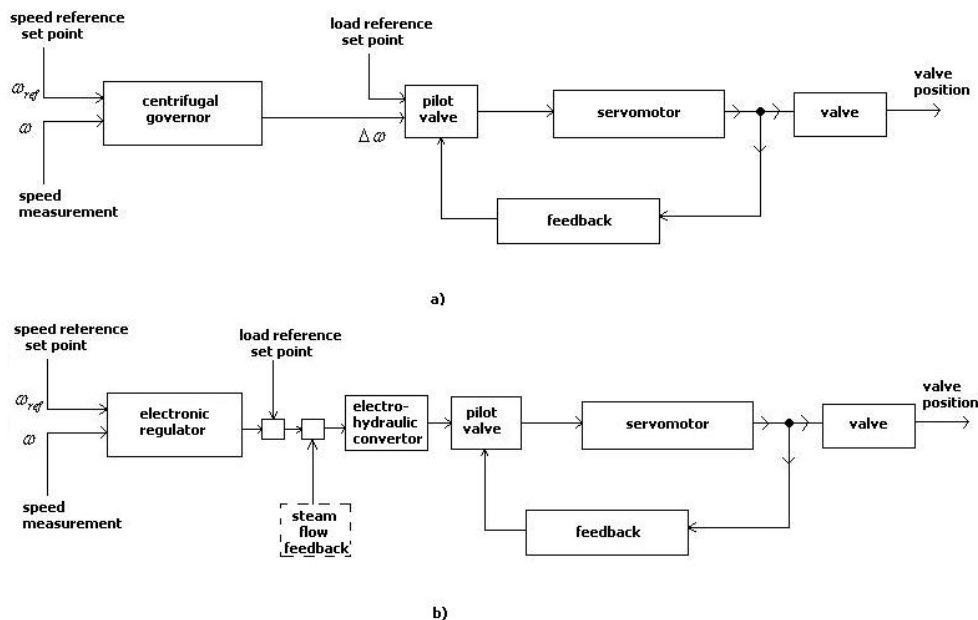 speed reference
set point
load reference
set point
ω_ref
centrifugal
governor
pilot
valve
servomotor
valve
valve
position
ω
Δω
speed
measurement
feedback
a)
speed reference
set point
load reference
set point
ω_ref
electronic
regulator
electro-
hydraulic
convertor
pilot
valve
servomotor
valve
valve
position
ω
speed
measurement
steam
flow
feedback
feedback
b)